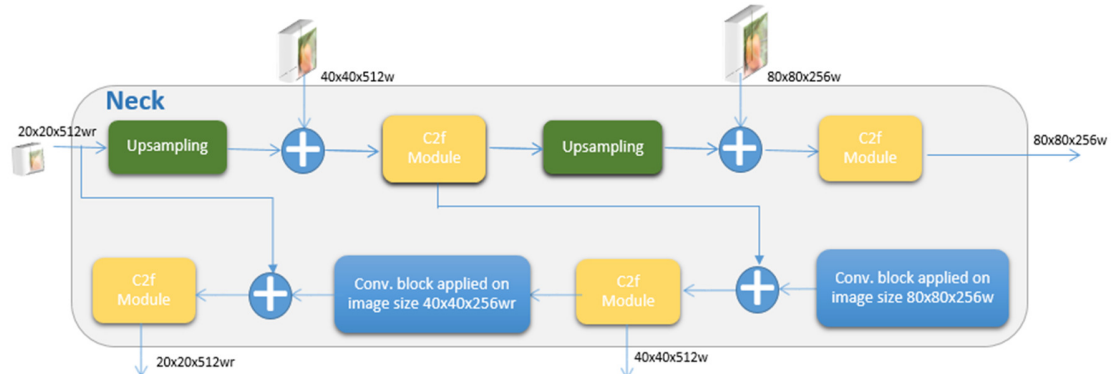 40x40x512w
80x80x256w
Neck
20x20x512wr
Upsampling
C2f
Module
Upsampling
C2f
Module
80x80x256w
C2f
Module
Conv. block applied on
image size 40x40x256wr
C2f
Module
Conv. block applied on
image size 80x80x256w
20x20x512wr
40x40x512w